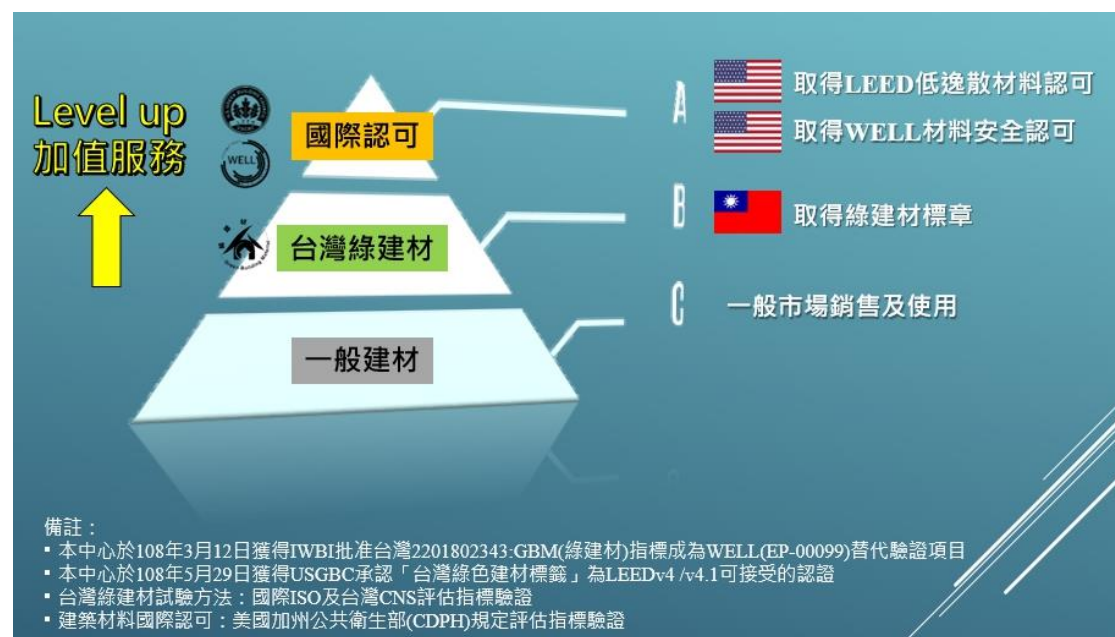 Level up
加值服務
WELL
Green Building Material
國際認可
台灣綠建材
一般建材
A
取得LEED低逸散材料認可
取得WELL材料安全認可
B
取得綠建材標章
C
一般市場銷售及使用
備註：
▪ 本中心於108年3月12日獲得IWBI批准台灣2201802343:GBM(綠建材)指標成為WELL(EP-00099)替代驗證項目
▪ 本中心於108年5月29日獲得USGBC承認「台灣綠色建材標籤」為LEEDv4 /v4.1可接受的認證
▪ 台灣綠建材試驗方法：國際ISO及台灣CNS評估指標驗證
▪ 建築材料國際認可：美國加州公共衛生部(CDPH)規定評估指標驗證